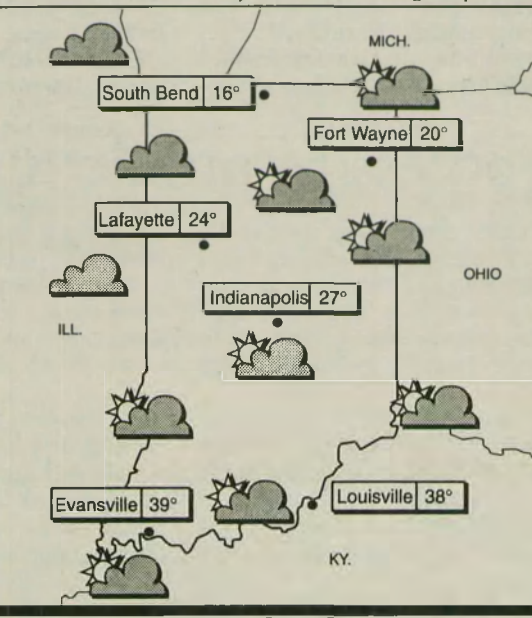 MICH.
South Bend 16°
Fort Wayne 20°
Lafayette 24°
OHIO
Indianapolis 27°
ILL.
Evansville 39°
Louisville 38°
KY.